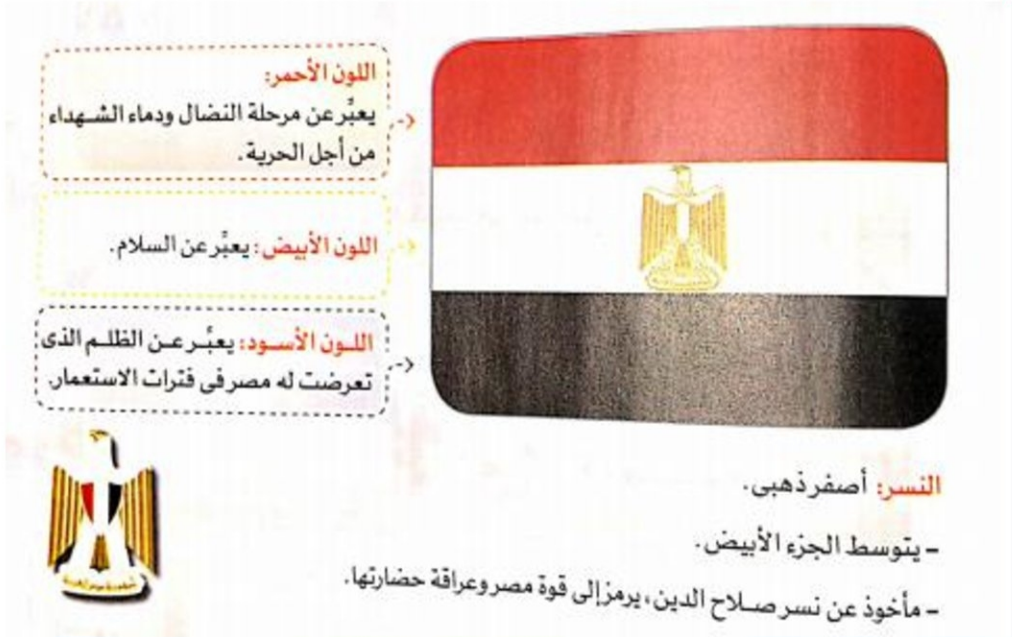 اللون الأحمر:
يعبَّر عن مرحلة النضال ودماء الشهداء
من أجل الحرية.
اللون الأبيض: يعبَّر عن السلام.
اللون الأسود: يعبَّر عن الظلم الذى
تعرضت له مصر فى فترات الاستعمار.
النسر: أصفر ذهبى.
- يتوسط الجزء الأبيض.
- مأخوذ عن نسر صلاح الدين، يرمز إلى قوة مصر وعراقة حضارتها.